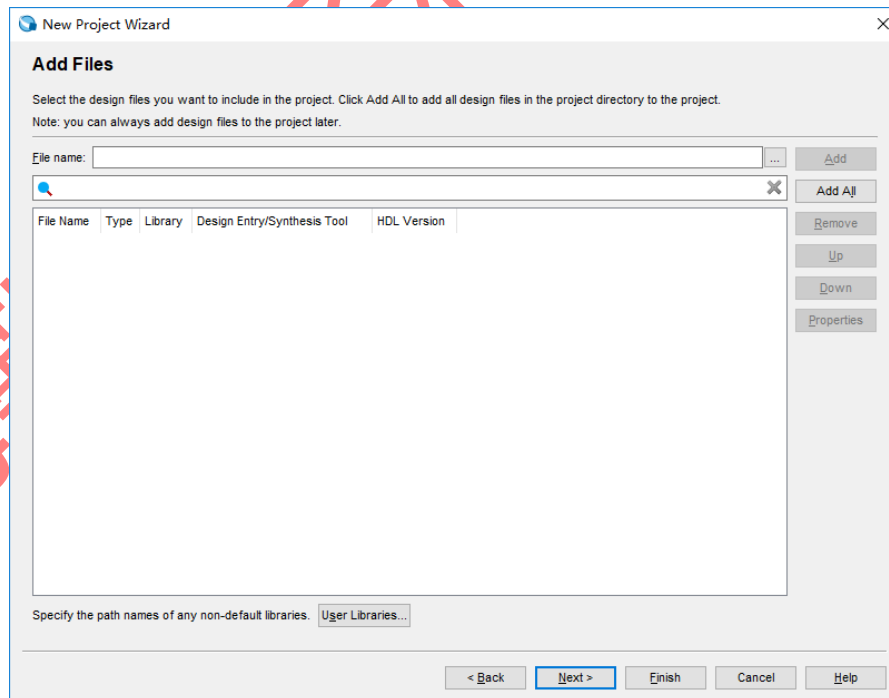 New Project Wizard
Add Files
Select the design files you want to include in the project. Click Add All to add all design files in the project directory to the project.
Note: you can always add design files to the project later.
File name: ... Add
Add All
File Name Type Library Design Entry/Synthesis Tool HDL Version
Remove
Up
Down
Properties
Specify the path names of any non-default libraries. User Libraries...
< Back Next > Finish Cancel Help